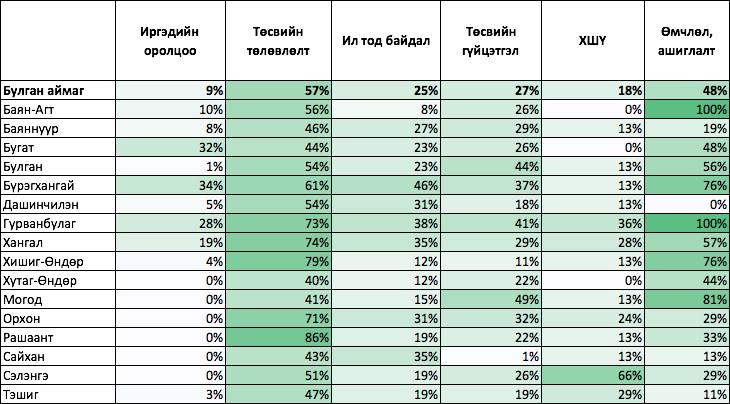 Иргэдийн оролцоо Төсвийн төлөвлөлт Ил тод байдал Төсвийн гүйцэтгэл ХШҮ Өмчлөл, ашиглалт
Булган аймаг 9% 57% 25% 27% 18% 48%
Баян-Агт 10% 56% 8% 26% 0% 100%
Баяннуур 8% 46% 27% 29% 13% 19%
Бугат 32% 44% 23% 26% 0% 48%
Булган 1% 54% 23% 44% 13% 56%
Бүрэгхангай 34% 61% 46% 37% 13% 76%
Дашинчилэн 5% 54% 31% 18% 13% 0%
Гурванбулаг 28% 73% 38% 41% 36% 100%
Хангал 19% 74% 35% 29% 28% 57%
Хишиг-Өндөр 4% 79% 12% 11% 13% 76%
Хутаг-Өндөр 0% 40% 12% 22% 0% 44%
Могод 0% 41% 15% 49% 13% 81%
Орхон 0% 71% 31% 32% 24% 29%
Рашаант 0% 86% 19% 22% 13% 33%
Сайхан 0% 43% 35% 1% 13% 13%
Сэлэнгэ 0% 51% 19% 26% 66% 29%
Тэшиг 3% 47% 19% 19% 29% 11%